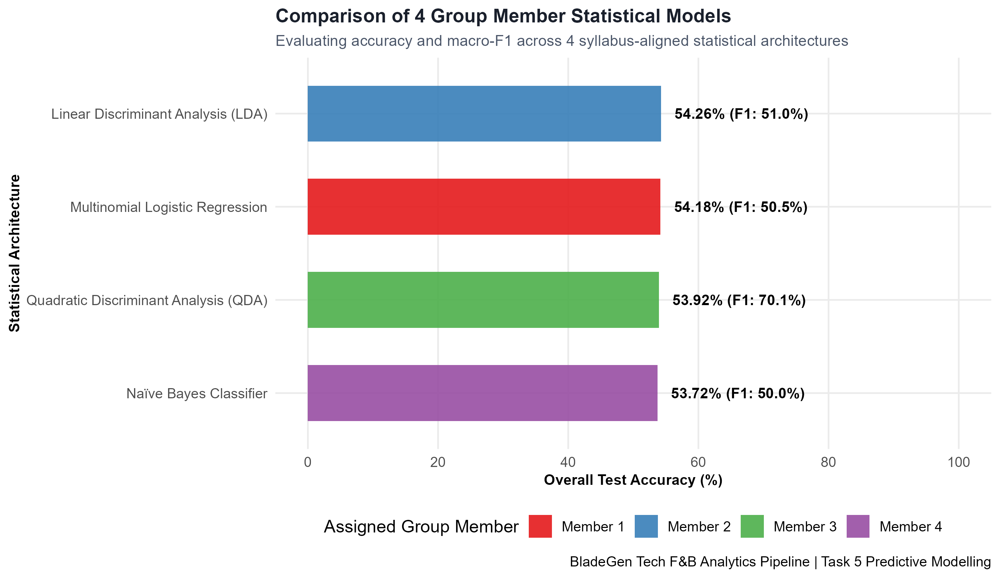 Comparison of 4 Group Member Statistical Models
Evaluating accuracy and macro-F1 across 4 syllabus-aligned statistical architectures
Statistical Architecture
Linear Discriminant Analysis (LDA)
54.26% (F1: 51.0%)
Multinomial Logistic Regression
54.18% (F1: 50.5%)
Quadratic Discriminant Analysis (QDA)
53.92% (F1: 70.1%)
Naïve Bayes Classifier
53.72% (F1: 50.0%)
0 20 40 60 80 100
Overall Test Accuracy (%)
Assigned Group Member Member 1 Member 2 Member 3 Member 4
BladeGen Tech F&B Analytics Pipeline | Task 5 Predictive Modelling